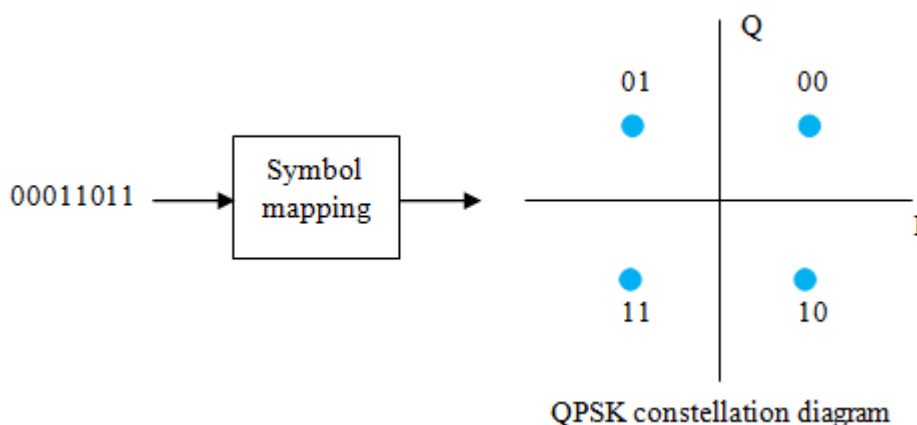 Q
01 00
00011011
Symbol
mapping
I
11 10
QPSK constellation diagram